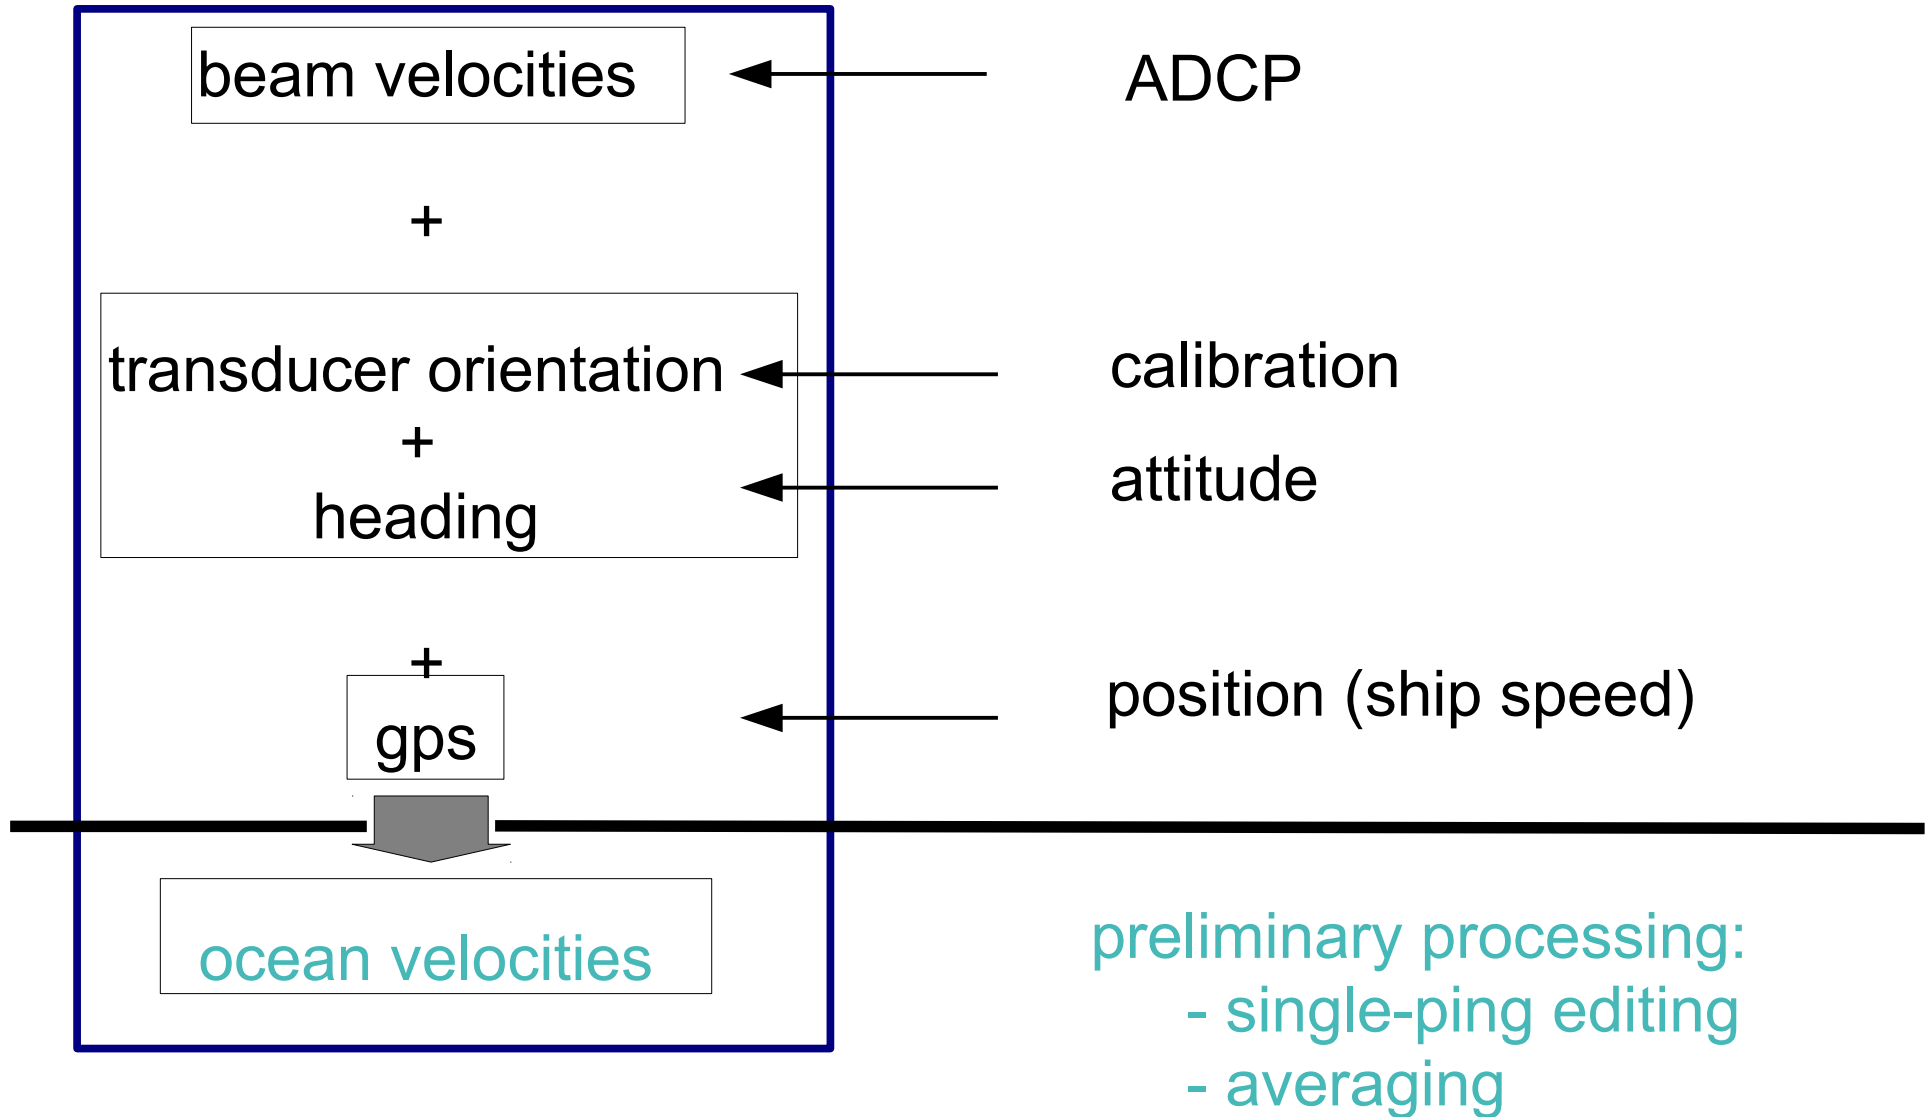 beam velocities
ADCP
+
transducer orientation
calibration
+
attitude
heading
+
position (ship speed)
gps
ocean velocities
preliminary processing:
- single-ping editing
- averaging